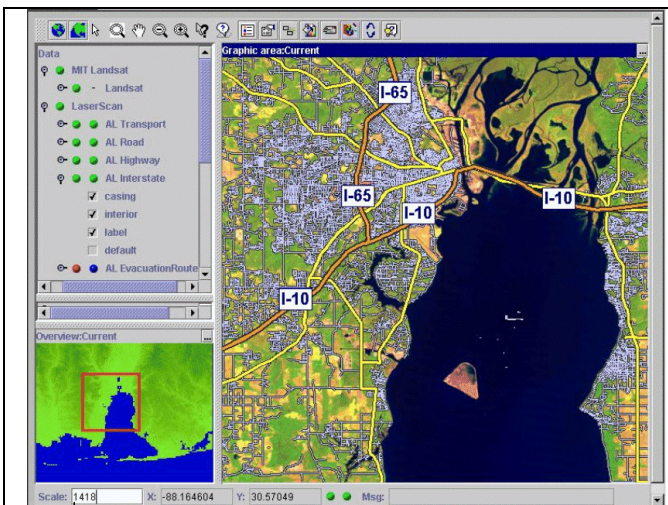 Data
MIT Landsat
- Landsat
LaserScan
AL Transport
AL Road
AL Highway
AL Interstate
casing
interior
label
default
AL EvacuationRoute
Overview:Current ...
Graphic area:Current ...
I-65
I-65
I-10
I-10
I-10
Scale: 1418 X: -88.164604 Y: 30.57049 Msg: